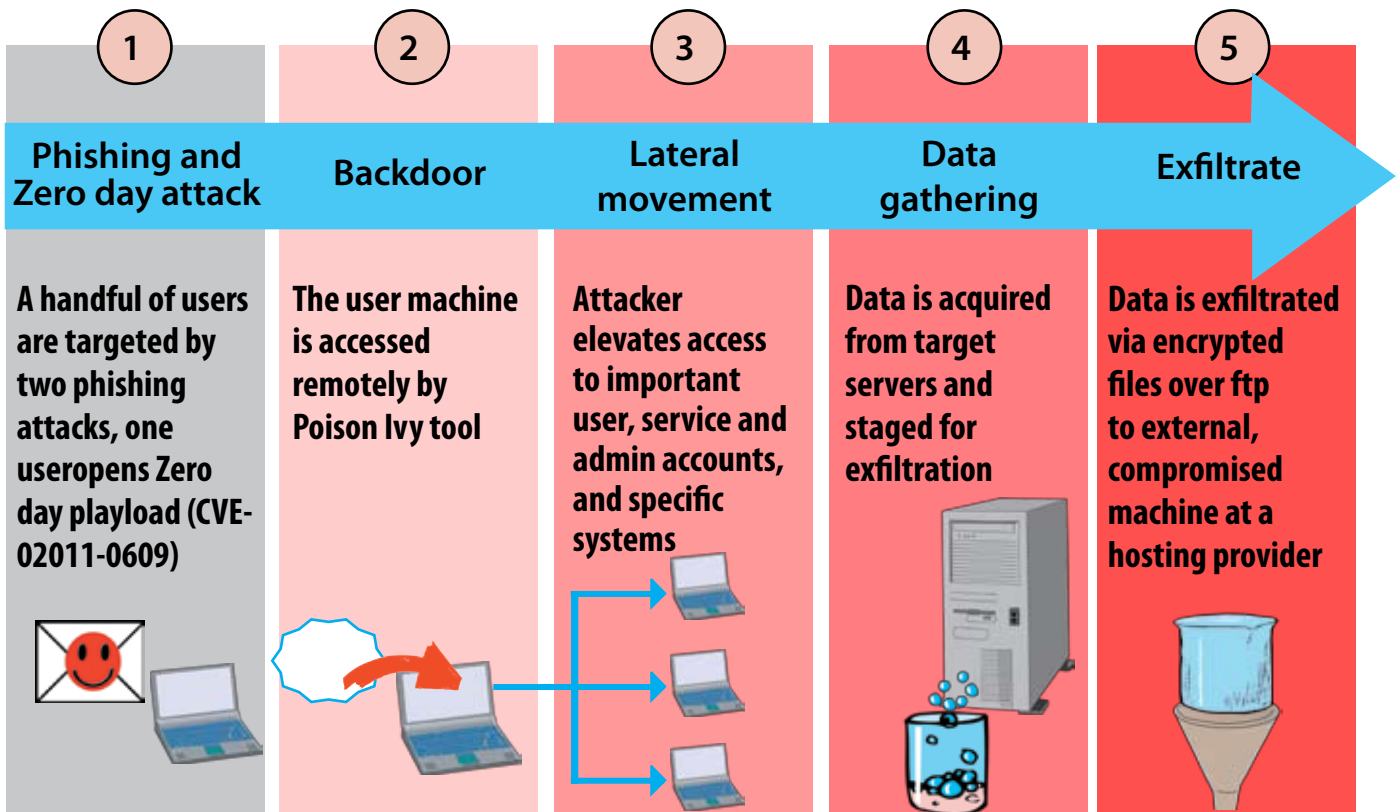 1
Phishing and
Zero day attack
A handful of users
are targeted by
two phishing
attacks, one
useropens Zero
day playload (CVE-
02011-0609)
2
Backdoor
The user machine
is accessed
remotely by
Poison Ivy tool
3
Lateral
movement
Attacker
elevates access
to important
user, service and
admin accounts,
and specific
systems
4
Data
gathering
Data is acquired
from target
servers and
staged for
exfiltration
5
Exfiltrate
Data is exfiltrated
via encrypted
files over ftp
to external,
compromised
machine at a
hosting provider